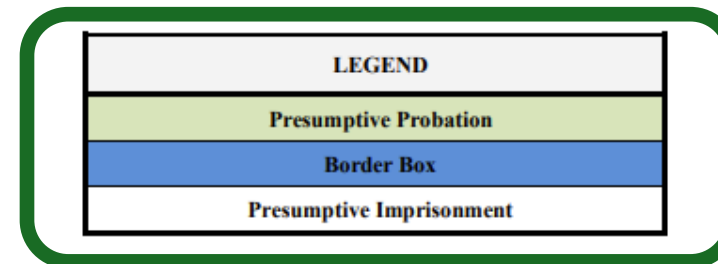 LEGEND
Presumptive Probation
Border Box
Presumptive Imprisonment